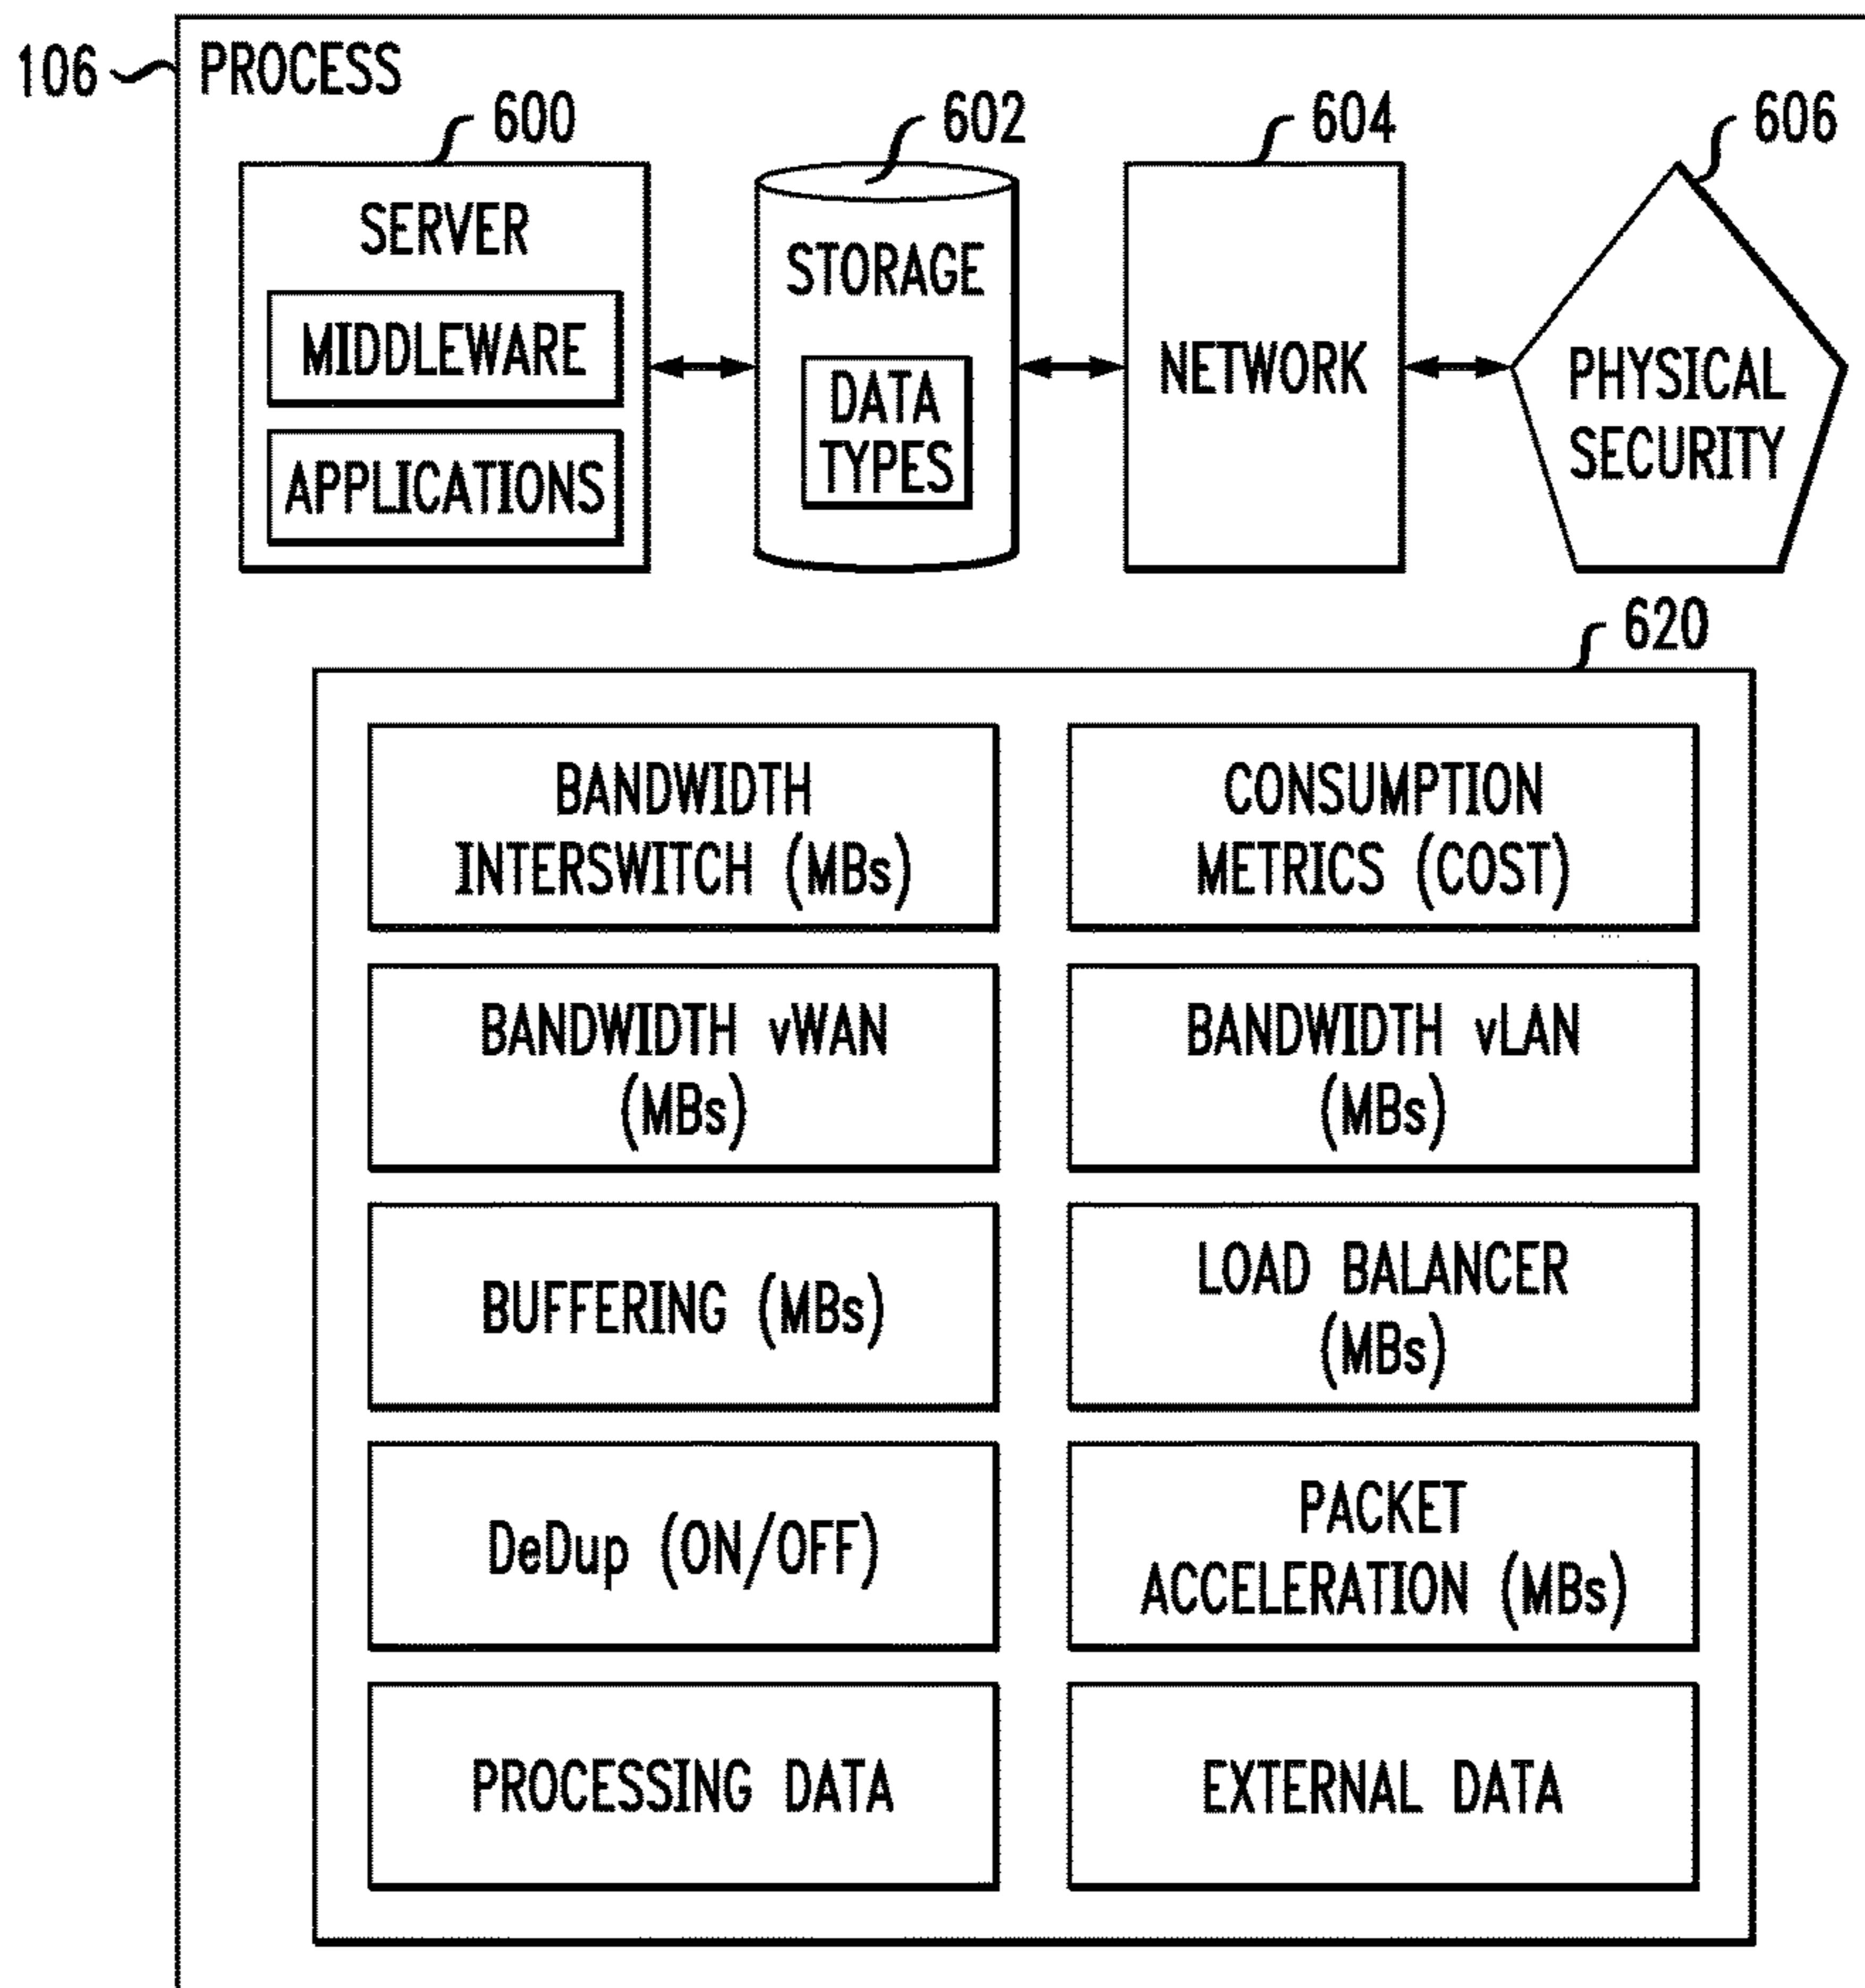 106
PROCESS
600
602
604
606
SERVER
MIDDLEWARE
APPLICATIONS
STORAGE
DATA
TYPES
NETWORK
PHYSICAL
SECURITY
620
BANDWIDTH
INTERSWITCH (MBs)
CONSUMPTION
METRICS (COST)
BANDWIDTH vWAN
(MBs)
BANDWIDTH vLAN
(MBs)
BUFFERING (MBs)
LOAD BALANCER
(MBs)
DeDup (ON/OFF)
PACKET
ACCELERATION (MBs)
PROCESSING DATA
EXTERNAL DATA